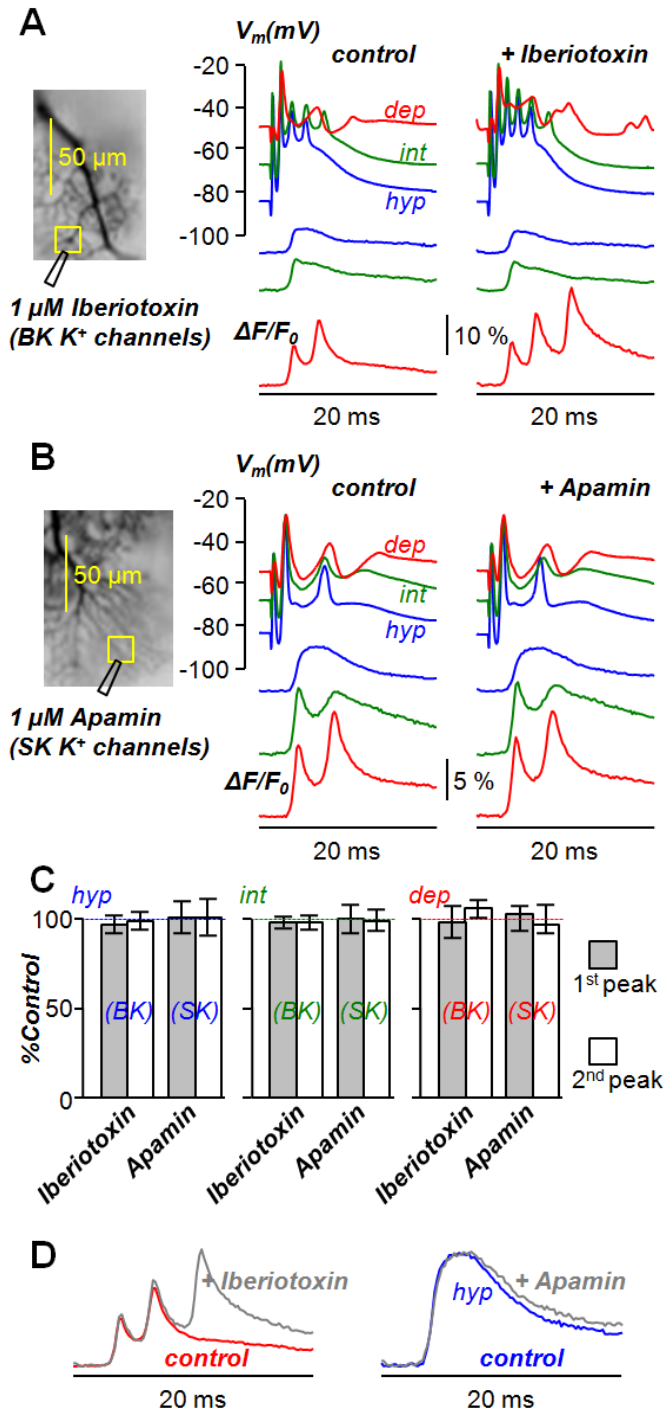 A
Vm(mV)
control
+ Iberiotoxin
-20
-40
-60
-80
-100
dep
int
hyp
50 µm
1 µM Iberiotoxin
(BK K+ channels)
ΔF/F0
10 %
20 ms
20 ms
B
Vm(mV)
control
+ Apamin
-20
-40
-60
-80
-100
dep
int
hyp
50 µm
1 µM Apamin
(SK K+ channels)
ΔF/F0
5 %
20 ms
20 ms
C
hyp
int
dep
%Control
100
50
0
(BK)
(SK)
(BK)
(SK)
(BK)
(SK)
1st peak
2nd peak
Iberiotoxin
Apamin
Iberiotoxin
Apamin
Iberiotoxin
Apamin
D
+ Iberiotoxin
control
20 ms
+ Apamin
hyp
control
20 ms